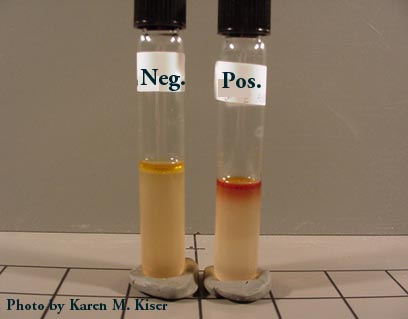 Neg.
Pos.
Photo by Karen M. Kiser